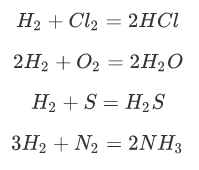 H₂ + Cl₂ = 2HCl
2H₂ + O₂ = 2H₂O
H₂ + S = H₂S
3H₂ + N₂ = 2NH₃